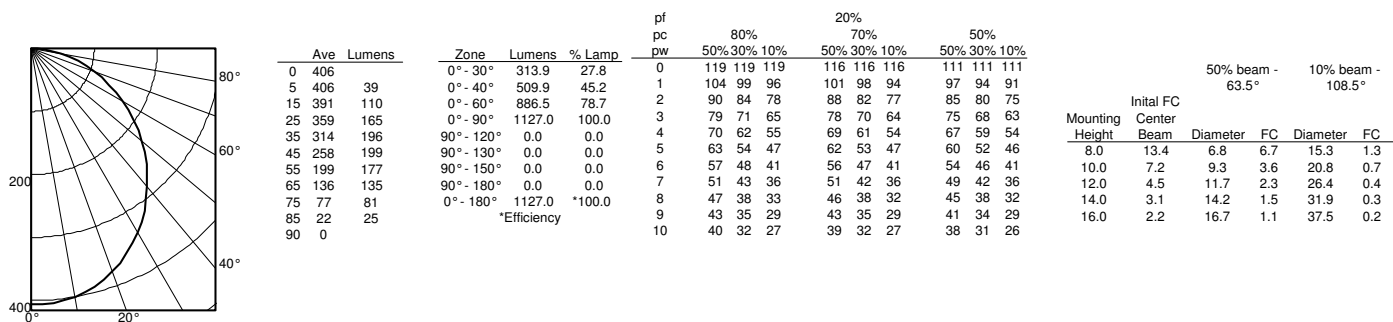 80°
60°
200
40°
400
0° 20°
Ave Lumens
0 406
5 406 39
15 391 110
25 359 165
35 314 196
45 258 199
55 199 177
65 136 135
75 77 81
85 22 25
90 0
Zone Lumens % Lamp
0° - 30° 313.9 27.8
0° - 40° 509.9 45.2
0° - 60° 886.5 78.7
0° - 90° 1127.0 100.0
90° - 120° 0.0 0.0
90° - 130° 0.0 0.0
90° - 150° 0.0 0.0
90° - 180° 0.0 0.0
0° - 180° 1127.0 *100.0
*Efficiency
pf 20%
pc 80% 70% 50%
pw 50% 30% 10% 50% 30% 10% 50% 30% 10%
0 119 119 119 116 116 116 111 111 111
1 104 99 96 101 98 94 97 94 91
2 90 84 78 88 82 77 85 80 75
3 79 71 65 78 70 64 75 68 63
4 70 62 55 69 61 54 67 59 54
5 63 54 47 62 53 47 60 52 46
6 57 48 41 56 47 41 54 46 41
7 51 43 36 51 42 36 49 42 36
8 47 38 33 46 38 32 45 38 32
9 43 35 29 43 35 29 41 34 29
10 40 32 27 39 32 27 38 31 26
50% beam - 10% beam -
63.5° 108.5°
Inital FC
Mounting Center
Height Beam Diameter FC Diameter FC
8.0 13.4 6.8 6.7 15.3 1.3
10.0 7.2 9.3 3.6 20.8 0.7
12.0 4.5 11.7 2.3 26.4 0.4
14.0 3.1 14.2 1.5 31.9 0.3
16.0 2.2 16.7 1.1 37.5 0.2